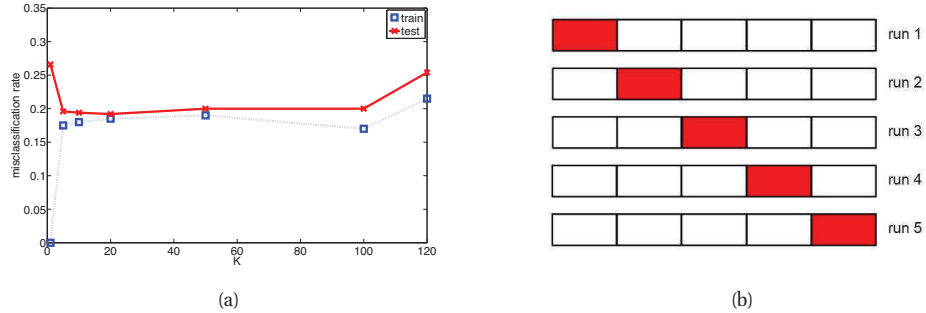 0.35
0.3
0.25
0.2
0.15
0.1
0.05
0
misclassification rate
train
test
0 20 40 60 80 100 120
K
(a)
run 1
run 2
run 3
run 4
run 5
(b)